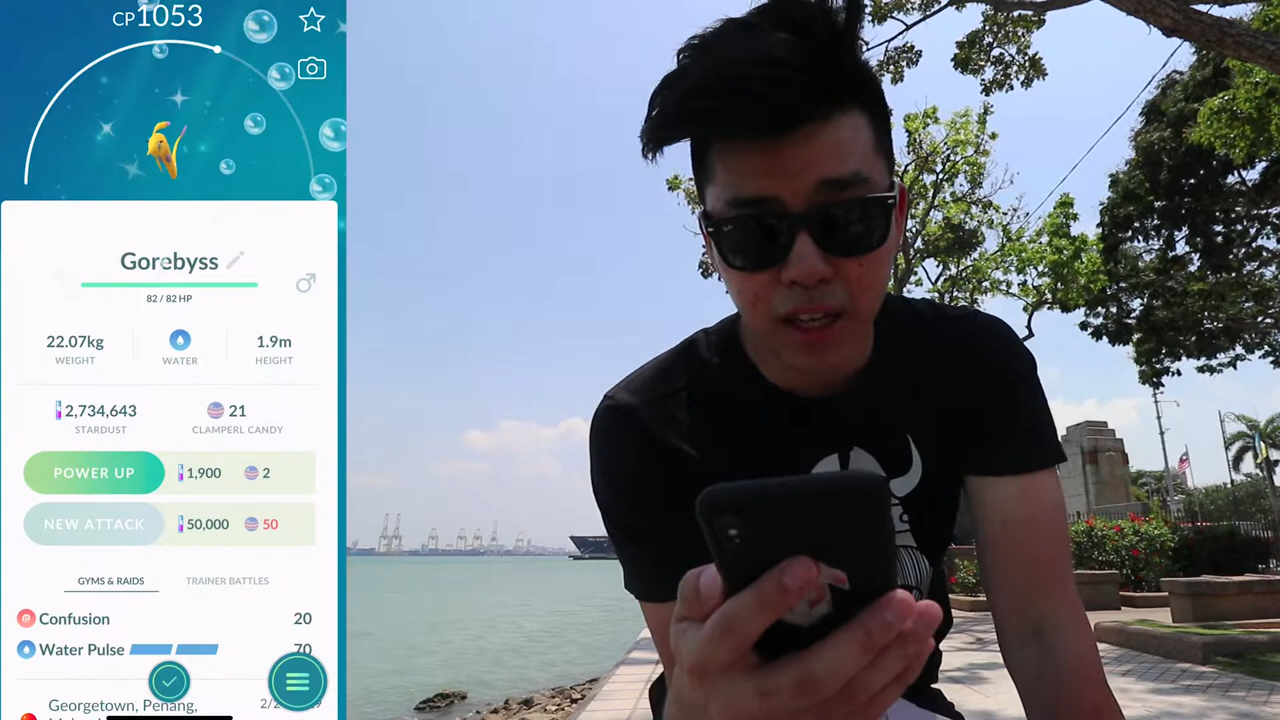 CP1053
Gorebyss
82 / 82 HP
22.07kg
WEIGHT
WATER
1.9m
HEIGHT
2,734,643
STARDUST
21
CLAMPERL CANDY
POWER UP
1,900
2
NEW ATTACK
50,000
50
GYMS & RAIDS
TRAINER BATTLES
Confusion
20
Water Pulse
70
Georgetown, Penang,